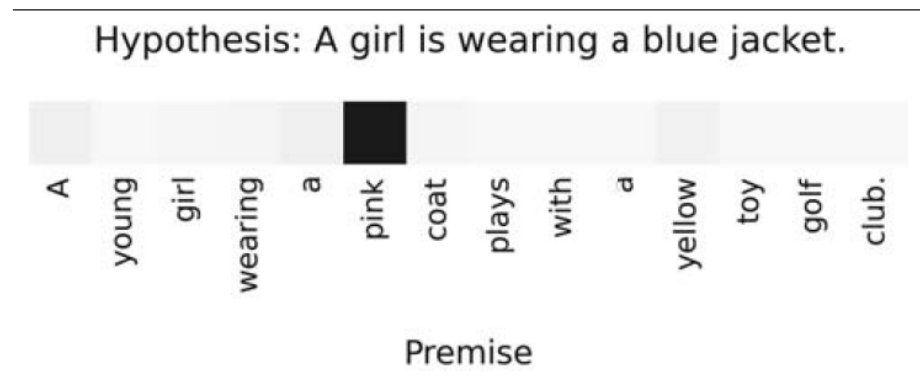 Hypothesis: A girl is wearing a blue jacket.
A young girl wearing a pink coat plays with a yellow toy golf club.
Premise